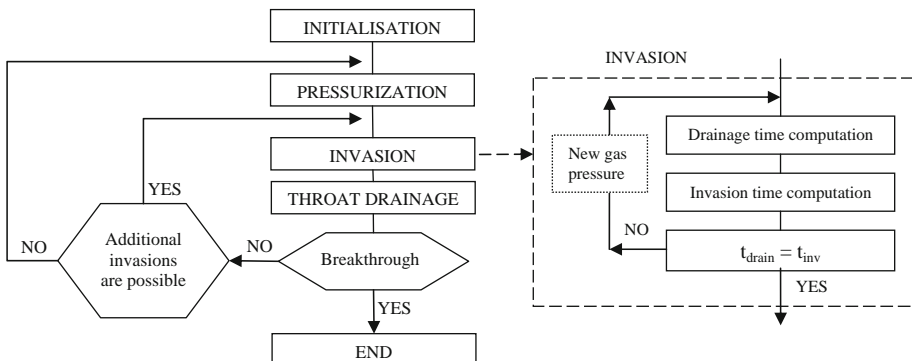 INITIALISATION
PRESSURIZATION
INVASION
THROAT DRAINAGE
Breakthrough
YES
END
NO
Additional
invasions
are possible
YES
NO
INVASION
Drainage time computation
Invasion time computation
t_drain = t_inv
YES
NO
New gas
pressure